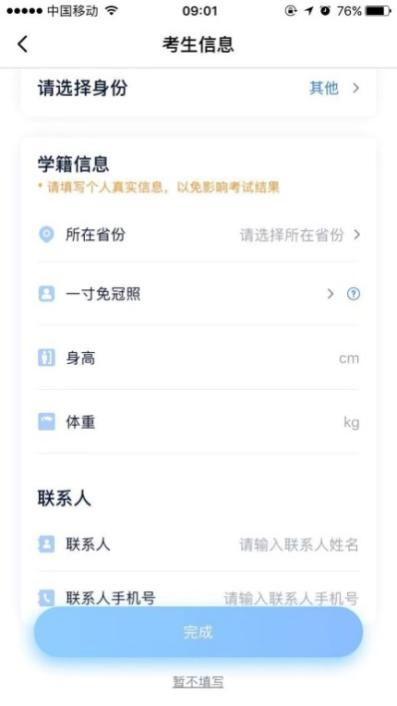 中国移动 09:01 76%
考生信息
请选择身份 其他
学籍信息
* 请填写个人真实信息，以免影响考试结果
所在省份 请选择所在省份
一寸免冠照 ?
身高 cm
体重 kg
联系人
联系人 请输入联系人姓名
联系人手机号 请输入联系人手机号
完成
暂不填写